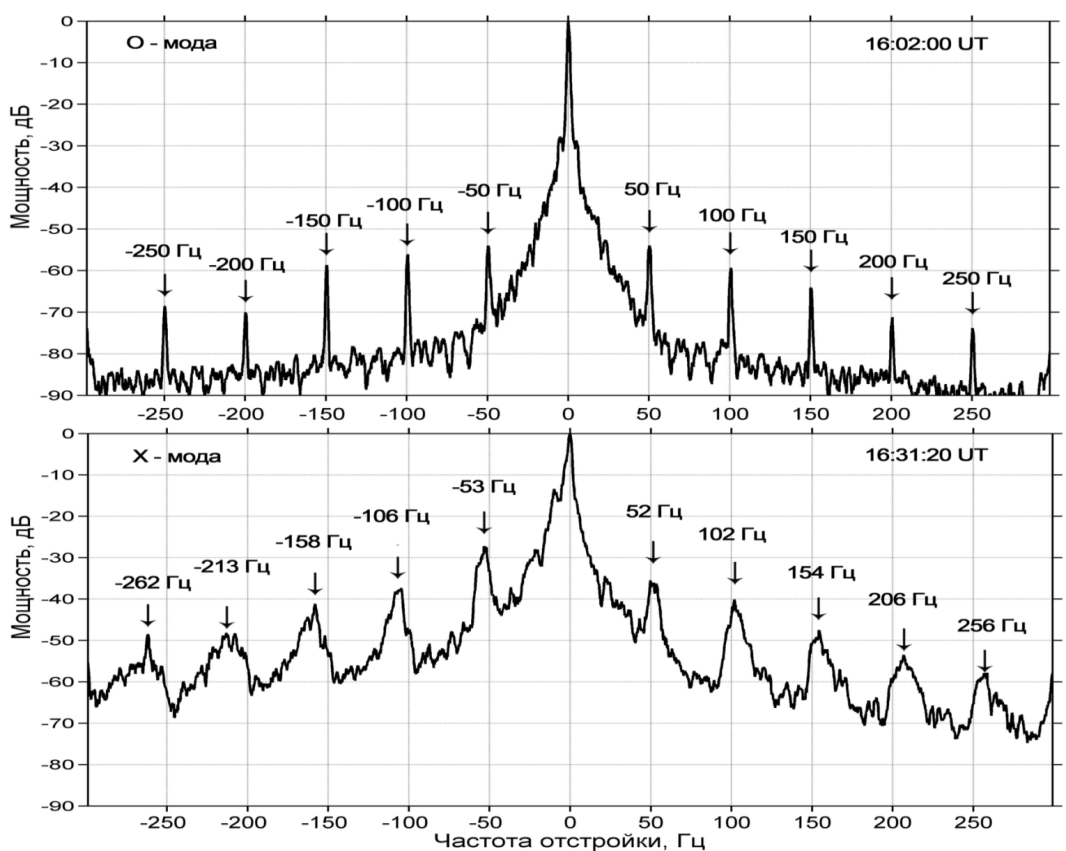 О - мода
16:02:00 UT
Мощность, дБ
0
-10
-20
-30
-40
-50
-60
-70
-80
-90
-250 Гц
-200 Гц
-150 Гц
-100 Гц
-50 Гц
50 Гц
100 Гц
150 Гц
200 Гц
250 Гц
-250 -200 -150 -100 -50 0 50 100 150 200 250
Х - мода
16:31:20 UT
Мощность, дБ
0
-10
-20
-30
-40
-50
-60
-70
-80
-90
-262 Гц
-213 Гц
-158 Гц
-106 Гц
-53 Гц
52 Гц
102 Гц
154 Гц
206 Гц
256 Гц
-250 -200 -150 -100 -50 0 50 100 150 200 250
Частота отстройки, Гц